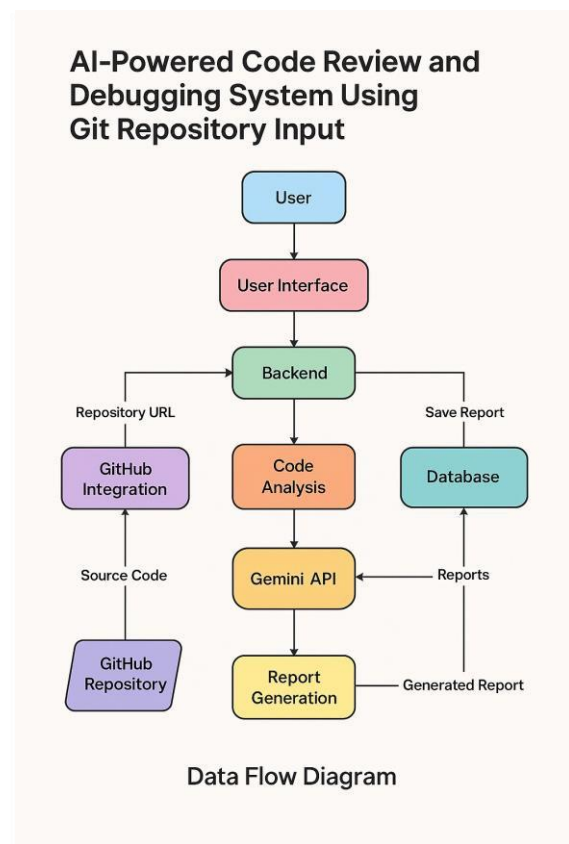 AI-Powered Code Review and
Debugging System Using
Git Repository Input
User
User Interface
Backend
Repository URL
Save Report
GitHub
Integration
Code
Analysis
Database
Source Code
Gemini API
Reports
GitHub
Repository
Report
Generation
Generated Report
Data Flow Diagram